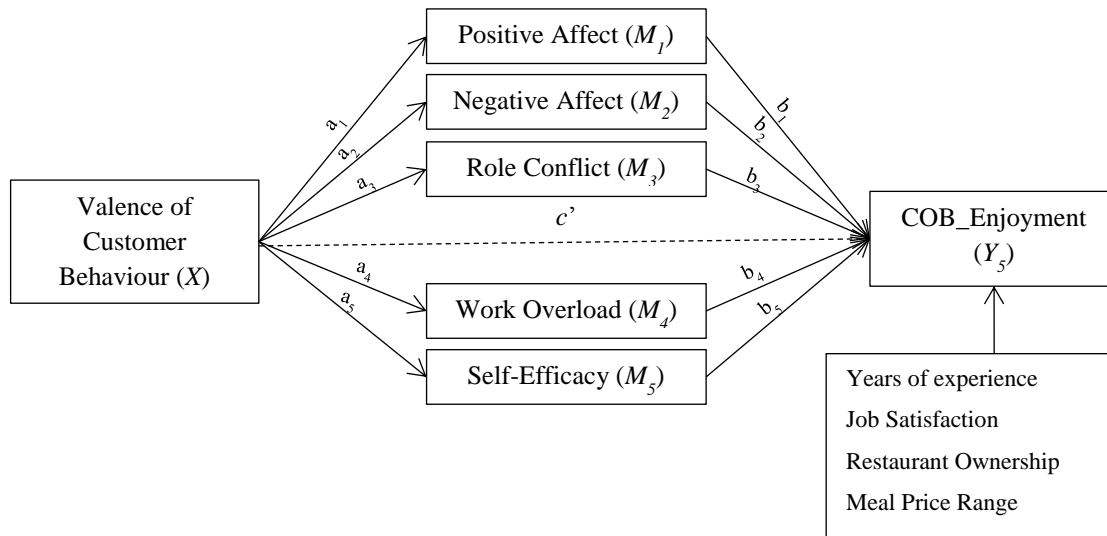 Positive Affect (M₁)
Negative Affect (M₂)
Role Conflict (M₃)
Valence of
Customer
Behaviour (X)
a₁
a₂
a₃
a₄
a₅
c’
b₁
b₂
b₃
b₄
b₅
Work Overload (M₄)
Self-Efficacy (M₅)
COB_Enjoyment
(Y₅)
Years of experience
Job Satisfaction
Restaurant Ownership
Meal Price Range